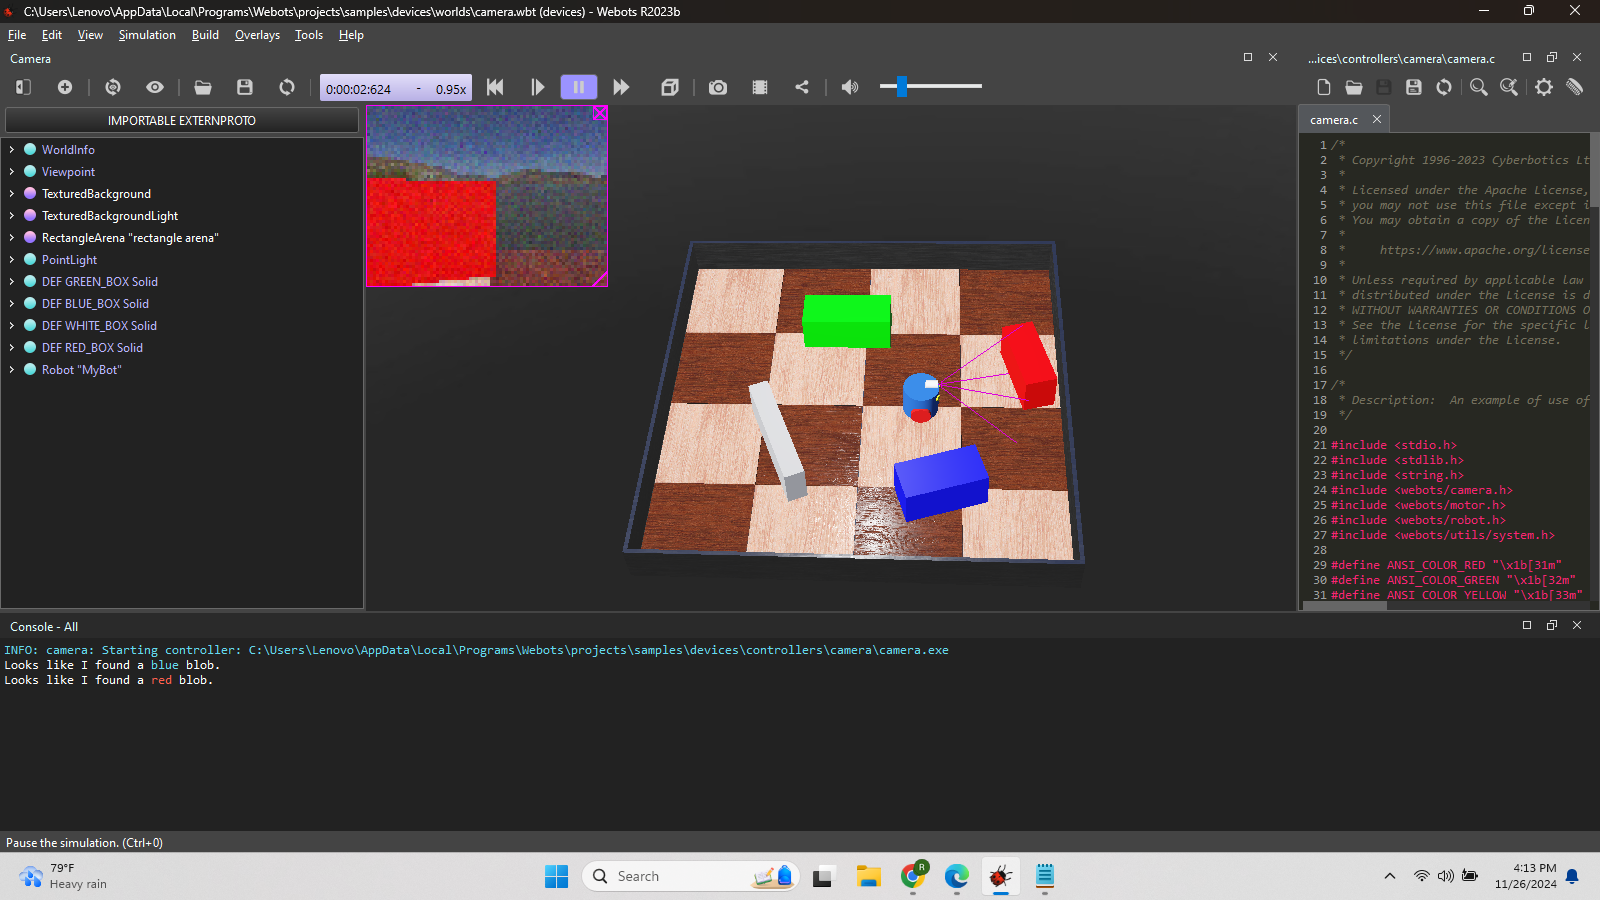 C:\Users\Lenovo\AppData\Local\Programs\Webots\projects\samples\devices\worlds\camera.wbt (devices) - Webots R2023b
File Edit View Simulation Build Overlays Tools Help
Camera
...ices\controllers\camera\camera.c
0:00:02:624 - 0.95x
IMPORTABLE EXTERNPROTO
WorldInfo
Viewpoint
TexturedBackground
TexturedBackgroundLight
RectangleArena "rectangle arena"
PointLight
DEF GREEN_BOX Solid
DEF BLUE_BOX Solid
DEF WHITE_BOX Solid
DEF RED_BOX Solid
Robot "MyBot"
camera.c
1 /*
2 * Copyright 1996-2023 Cyberbotics Lt
3 *
4 * Licensed under the Apache License,
5 * you may not use this file except i
6 * You may obtain a copy of the Licen
7 *
8 * https://www.apache.org/license
9 *
10 * Unless required by applicable law
11 * distributed under the License is d
12 * WITHOUT WARRANTIES OR CONDITIONS O
13 * See the License for the specific l
14 * limitations under the License.
15 */
16
17 /*
18 * Description: An example of use of
19 */
20
21 #include <stdio.h>
22 #include <stdlib.h>
23 #include <string.h>
24 #include <webots/camera.h>
25 #include <webots/motor.h>
26 #include <webots/robot.h>
27 #include <webots/utils/system.h>
28
29 #define ANSI_COLOR_RED "\x1b[31m"
30 #define ANSI_COLOR_GREEN "\x1b[32m"
31 #define ANSI_COLOR_YELLOW "\x1b[33m"
Console - All
INFO: camera: Starting controller: C:\Users\Lenovo\AppData\Local\Programs\Webots\projects\samples\devices\controllers\camera\camera.exe
Looks like I found a blue blob.
Looks like I found a red blob.
Pause the simulation. (Ctrl+0)
79°F
Heavy rain
Search
R
4:13 PM
11/26/2024